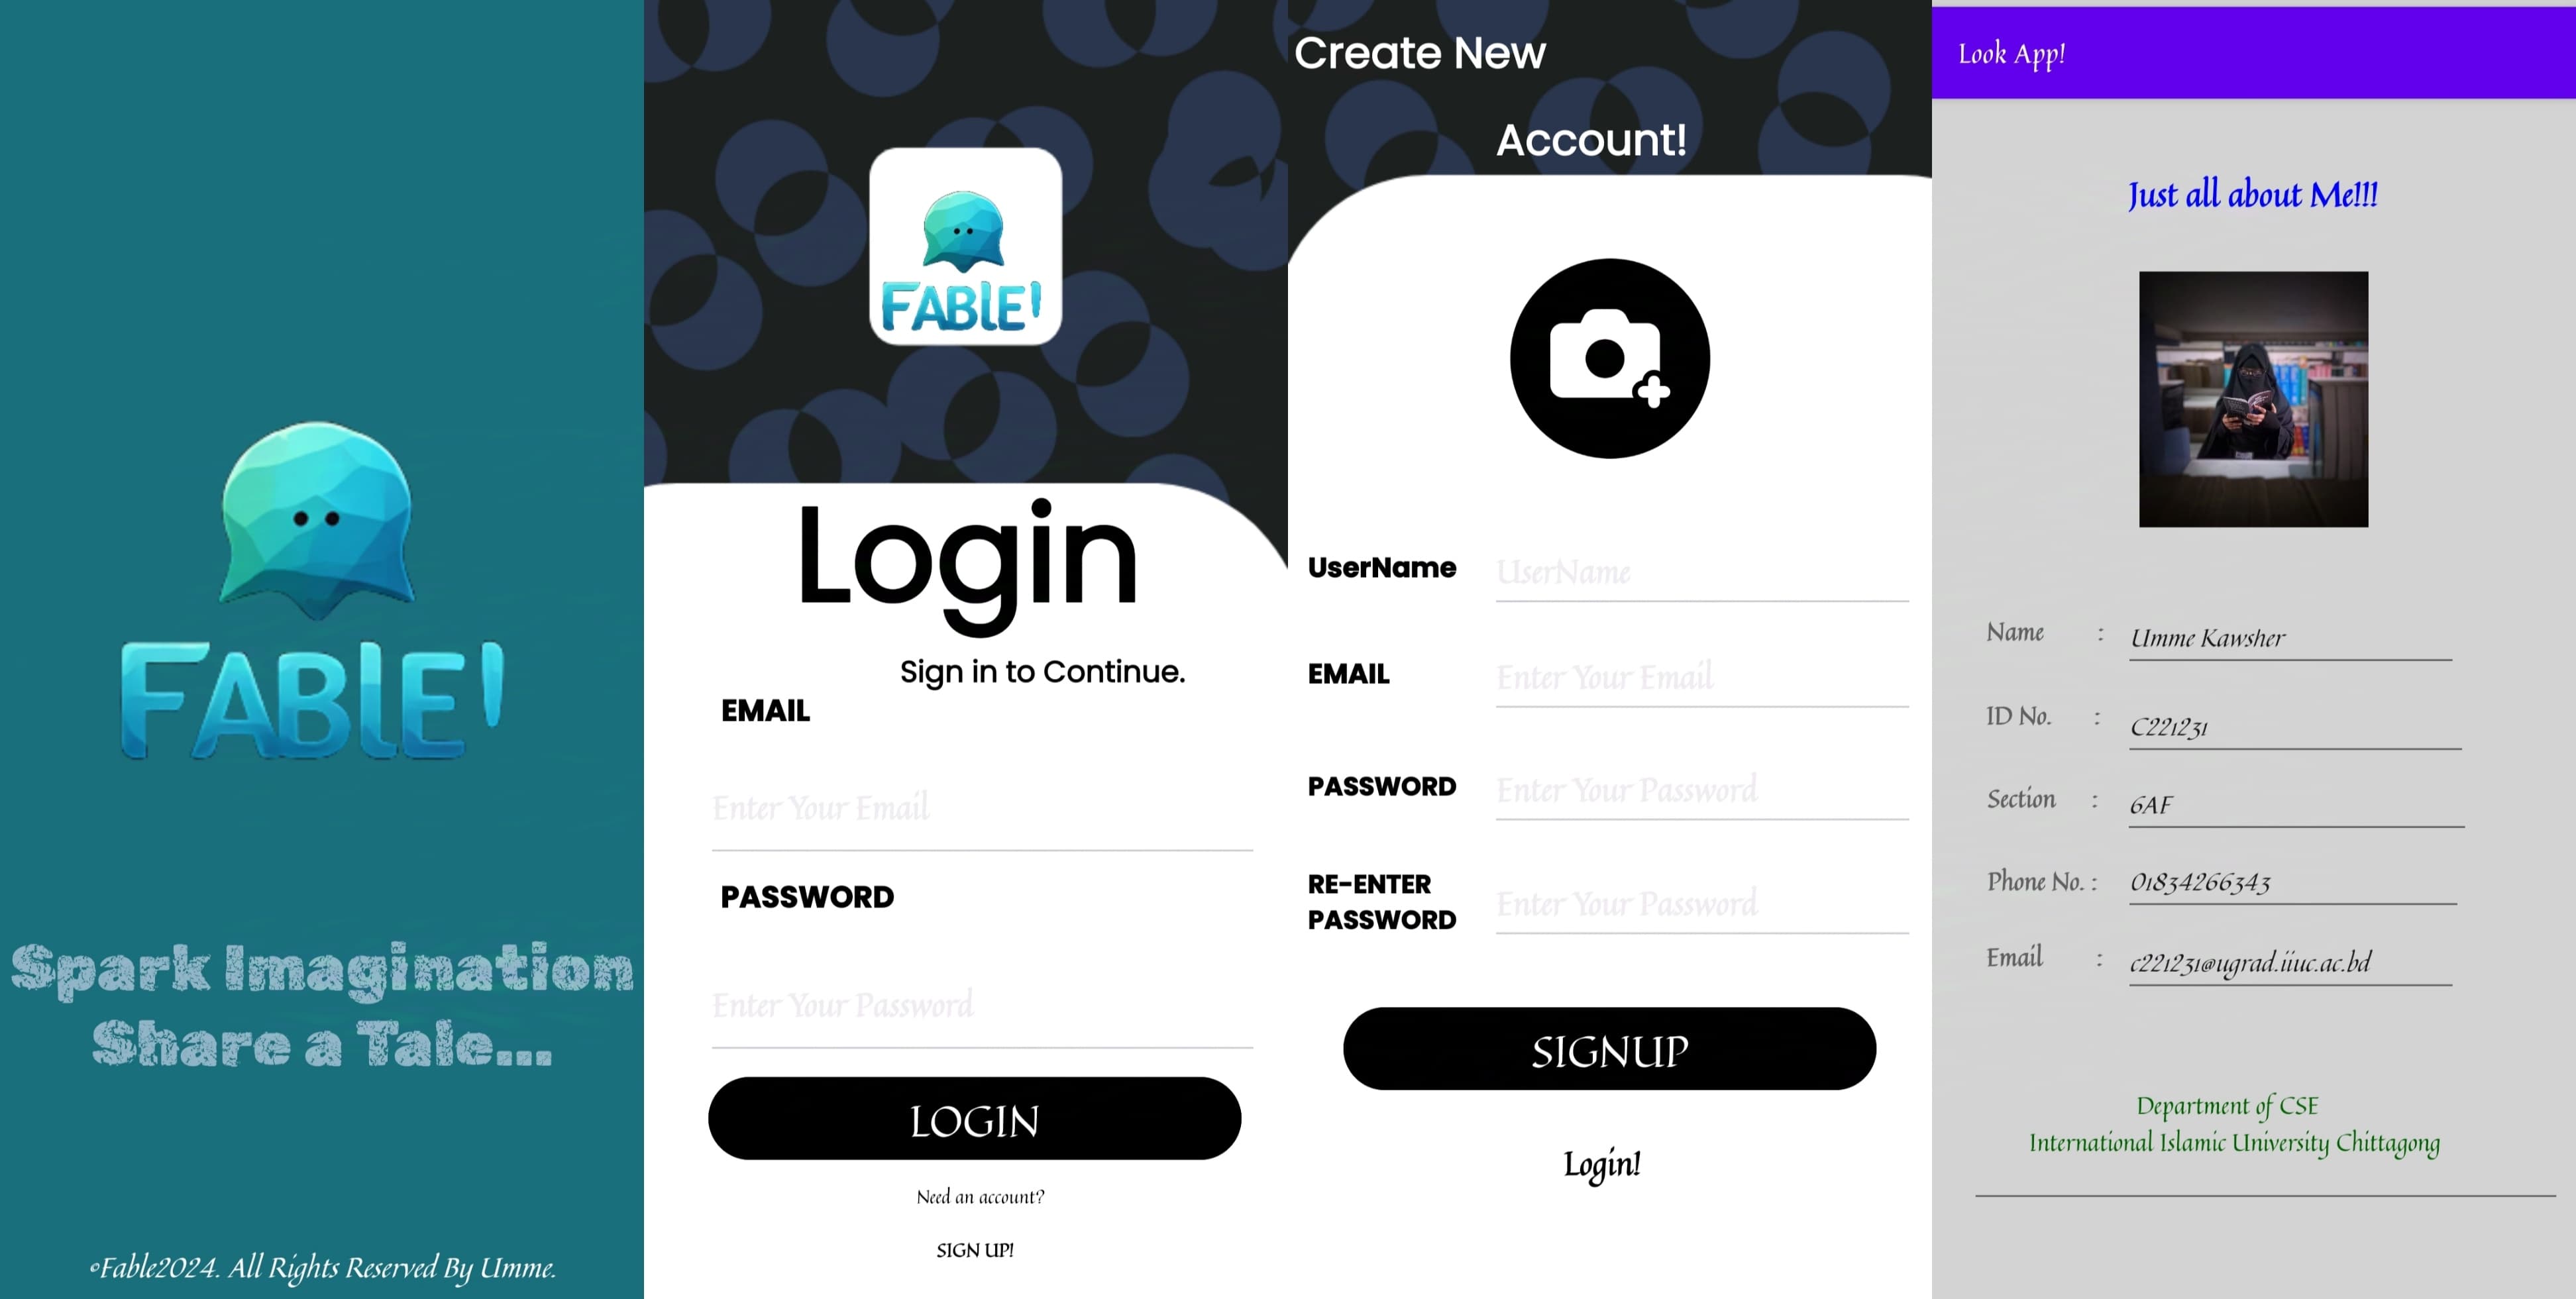 FABlE!
Spark Imagination
Share a Tale...
©Fable2024. All Rights Reserved By Umme.
FABlE!
Login
Sign in to Continue.
EMAIL
Enter Your Email
PASSWORD
Enter Your Password
LOGIN
Need an account?
SIGN UP!
Create New
Account!
UserName UserName
EMAIL Enter Your Email
PASSWORD Enter Your Password
RE-ENTER
PASSWORD Enter Your Password
SIGNUP
Login!
Look App!
Just all about Me!!!
Name : Umme Kawsher
ID No. : C221231
Section : 6AF
Phone No. : 01834266343
Email : c221231@ugrad.iiuc.ac.bd
Department of CSE
International Islamic University Chittagong